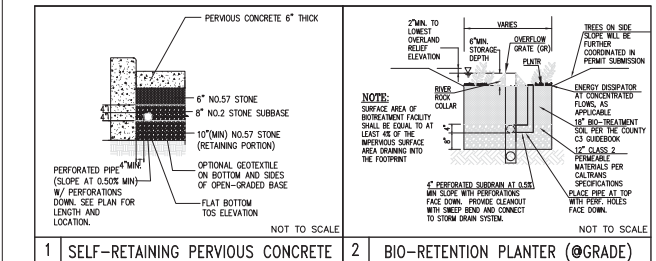 PERVIOUS CONCRETE 6" THICK
6" NO.57 STONE
8" NO.2 STONE SUBBASE
4"
4"
10"(MIN) NO.57 STONE
(RETAINING PORTION)
4"MIN.
PERFORATED PIPE
(SLOPE AT 0.50% MIN)
W/ PERFORATIONS
DOWN. SEE PLAN FOR
LENGTH AND
LOCATION.
OPTIONAL GEOTEXTILE
ON BOTTOM AND SIDES
OF OPEN-GRADED BASE
FLAT BOTTOM
TOS ELEVATION
NOT TO SCALE
1 SELF-RETAINING PERVIOUS CONCRETE
2"MIN. TO
LOWEST
OVERLAND
RELIEF
ELEVATION
VARIES
6"MIN.
STORAGE
DEPTH
OVERFLOW
GRATE (GR)
PLNTR
TREES ON SIDE
SLOPE WILL BE
FURTHER
COORDINATED IN
PERMIT SUBMISSION
RIVER
ROCK
COLLAR
NOTE:
SURFACE AREA OF
BIOTREATMENT FACILITY
SHALL BE EQUAL TO AT
LEAST 4% OF THE
IMPERVIOUS SURFACE
AREA DRAINING INTO
THE FOOTPRINT
ENERGY DISSIPATOR
AT CONCENTRATED
FLOWS, AS
APPLICABLE
18" BIO-TREATMENT
SOIL PER THE COUNTY
C3 GUIDEBOOK
12" CLASS 2
PERMEABLE
MATERIALS PER
CALTRANS
SPECIFICATIONS
4"
8"
4" PERFORATED SUBDRAIN AT 0.5%
MIN SLOPE WITH PERFORATIONS
FACE DOWN. PROVIDE CLEANOUT
WITH SWEEP BEND AND CONNECT
TO STORM DRAIN SYSTEM.
PLACE PIPE AT TOP
WITH PERF. HOLES
FACE DOWN.
NOT TO SCALE
2 BIO-RETENTION PLANTER (@GRADE)